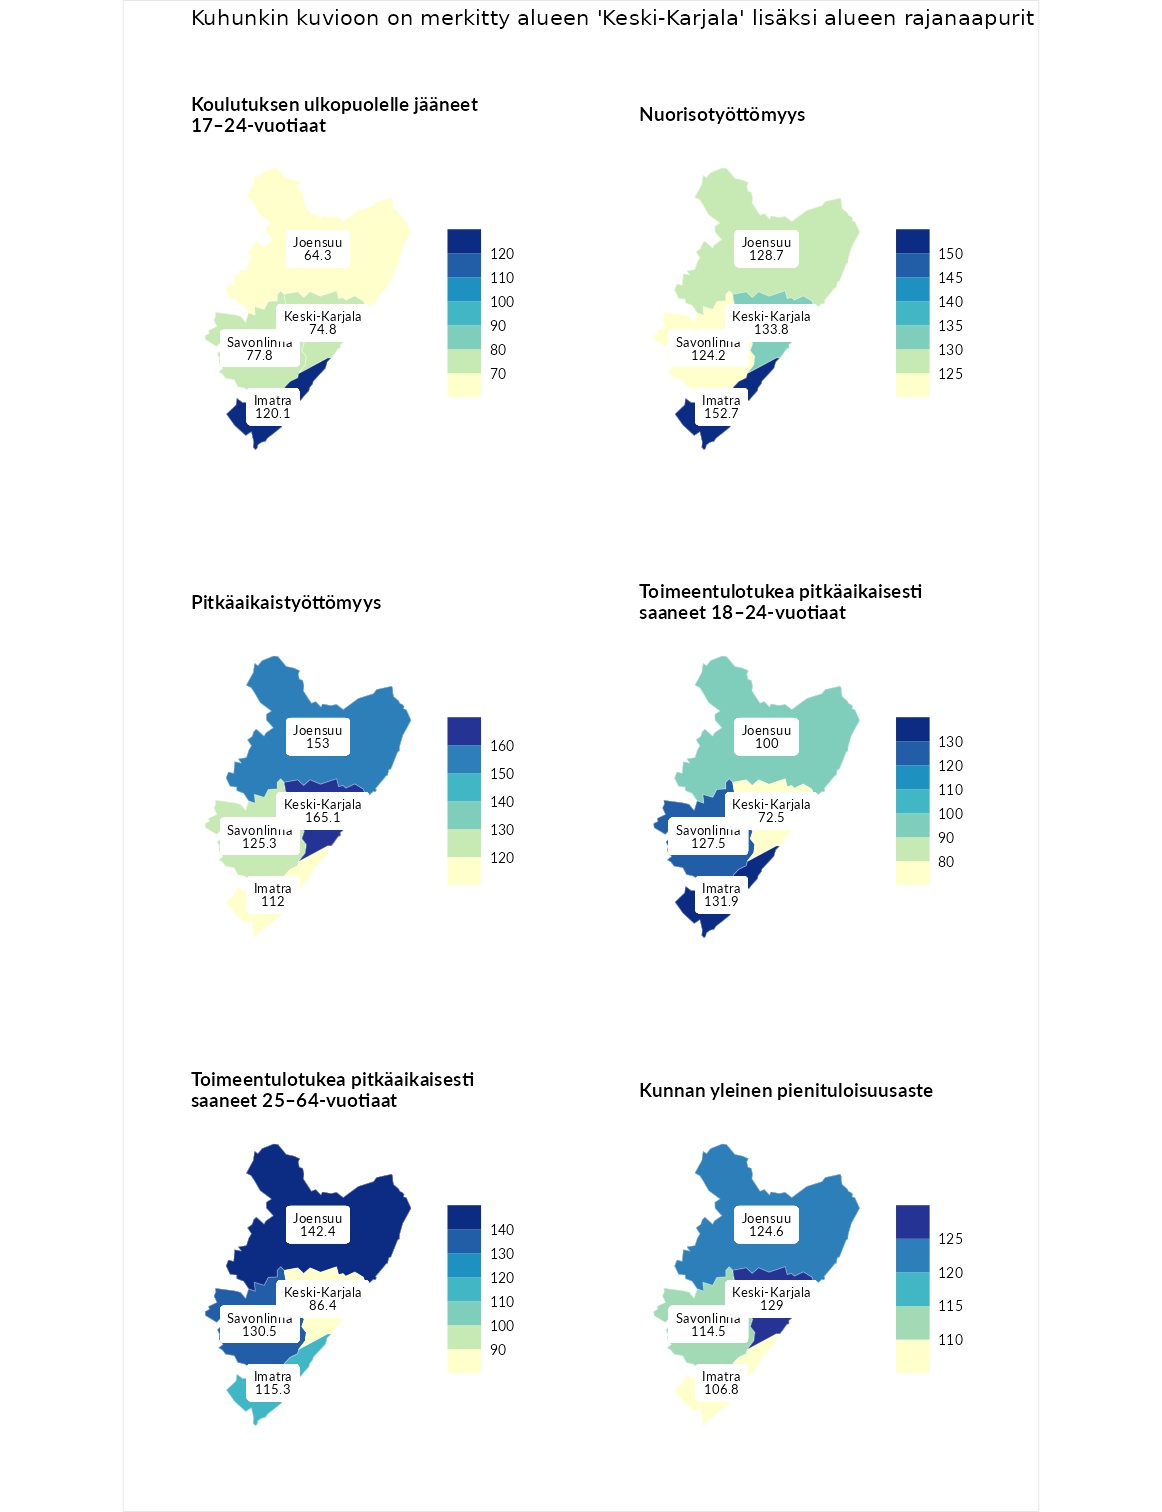 Kuhunkin kuvioon on merkitty alueen 'Keski-Karjala' lisäksi alueen rajanaapurit
Koulutuksen ulkopuolelle jääneet
17–24-vuotiaat
Joensuu
64.3
Keski-Karjala
74.8
Savonlinna
77.8
Imatra
120.1
120
110
100
90
80
70
Nuorisotyöttömyys
Joensuu
128.7
Keski-Karjala
133.8
Savonlinna
124.2
Imatra
152.7
150
145
140
135
130
125
Pitkäaikaistyöttömyys
Joensuu
153
Keski-Karjala
165.1
Savonlinna
125.3
Imatra
112
160
150
140
130
120
Toimeentulotukea pitkäaikaisesti
saaneet 18–24-vuotiaat
Joensuu
100
Keski-Karjala
72.5
Savonlinna
127.5
Imatra
131.9
130
120
110
100
90
80
Toimeentulotukea pitkäaikaisesti
saaneet 25–64-vuotiaat
Joensuu
142.4
Keski-Karjala
86.4
Savonlinna
130.5
Imatra
115.3
140
130
120
110
100
90
Kunnan yleinen pienituloisuusaste
Joensuu
124.6
Keski-Karjala
129
Savonlinna
114.5
Imatra
106.8
125
120
115
110